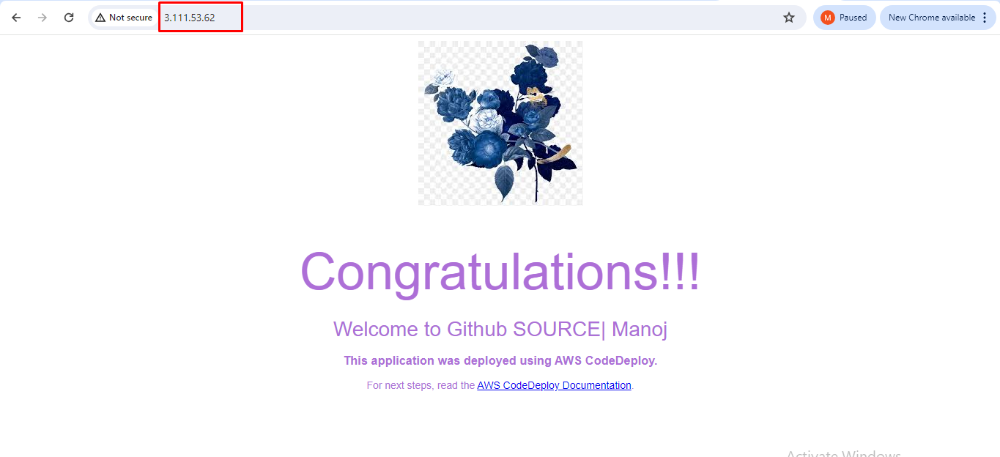 Not secure 3.111.53.62 M Paused New Chrome available
Congratulations!!!
Welcome to Github SOURCE| Manoj
This application was deployed using AWS CodeDeploy.
For next steps, read the AWS CodeDeploy Documentation.
Activate Windows